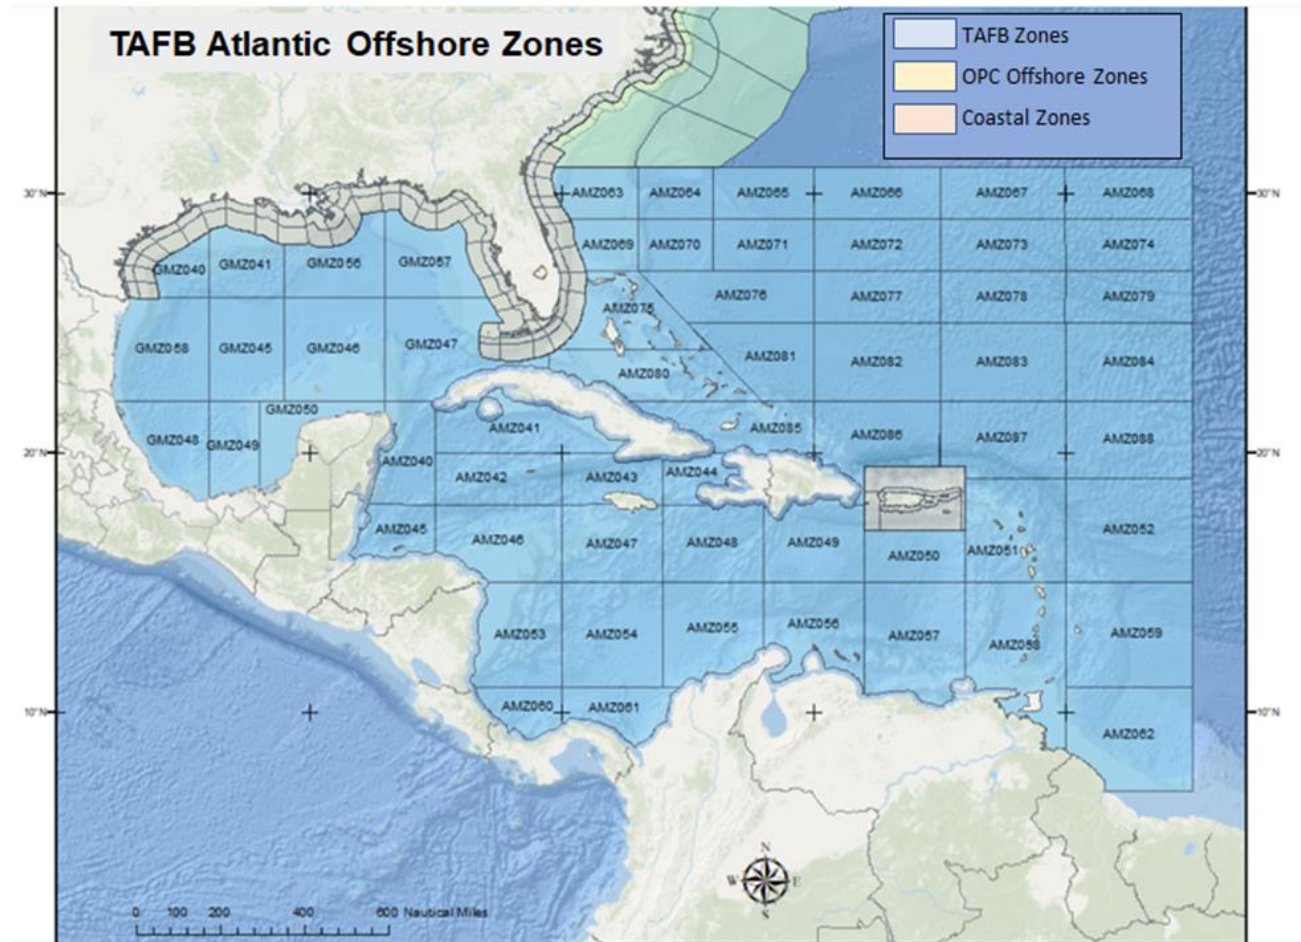 TAFB Atlantic Offshore Zones
TAFB Zones
OPC Offshore Zones
Coastal Zones
30°N
AMZ063
AMZ064
AMZ065
AMZ066
AMZ067
AMZ068
30°N
AMZ069
AMZ070
AMZ071
AMZ072
AMZ073
AMZ074
GMZ040
GMZ041
GMZ056
GMZ057
AMZ075
AMZ076
AMZ077
AMZ078
AMZ079
GMZ058
GMZ045
GMZ046
GMZ047
AMZ080
AMZ081
AMZ082
AMZ083
AMZ084
GMZ050
GMZ048
GMZ049
AMZ041
AMZ085
AMZ086
AMZ087
AMZ088
20°N
20°N
AMZ040
AMZ042
AMZ043
AMZ044
AMZ045
AMZ046
AMZ047
AMZ048
AMZ049
AMZ050
AMZ051
AMZ052
AMZ053
AMZ054
AMZ055
AMZ056
AMZ057
AMZ058
AMZ059
10°N
AMZ060
AMZ061
AMZ062
10°N
N
W
E
S
0 100 200 400 600 Nautical Miles